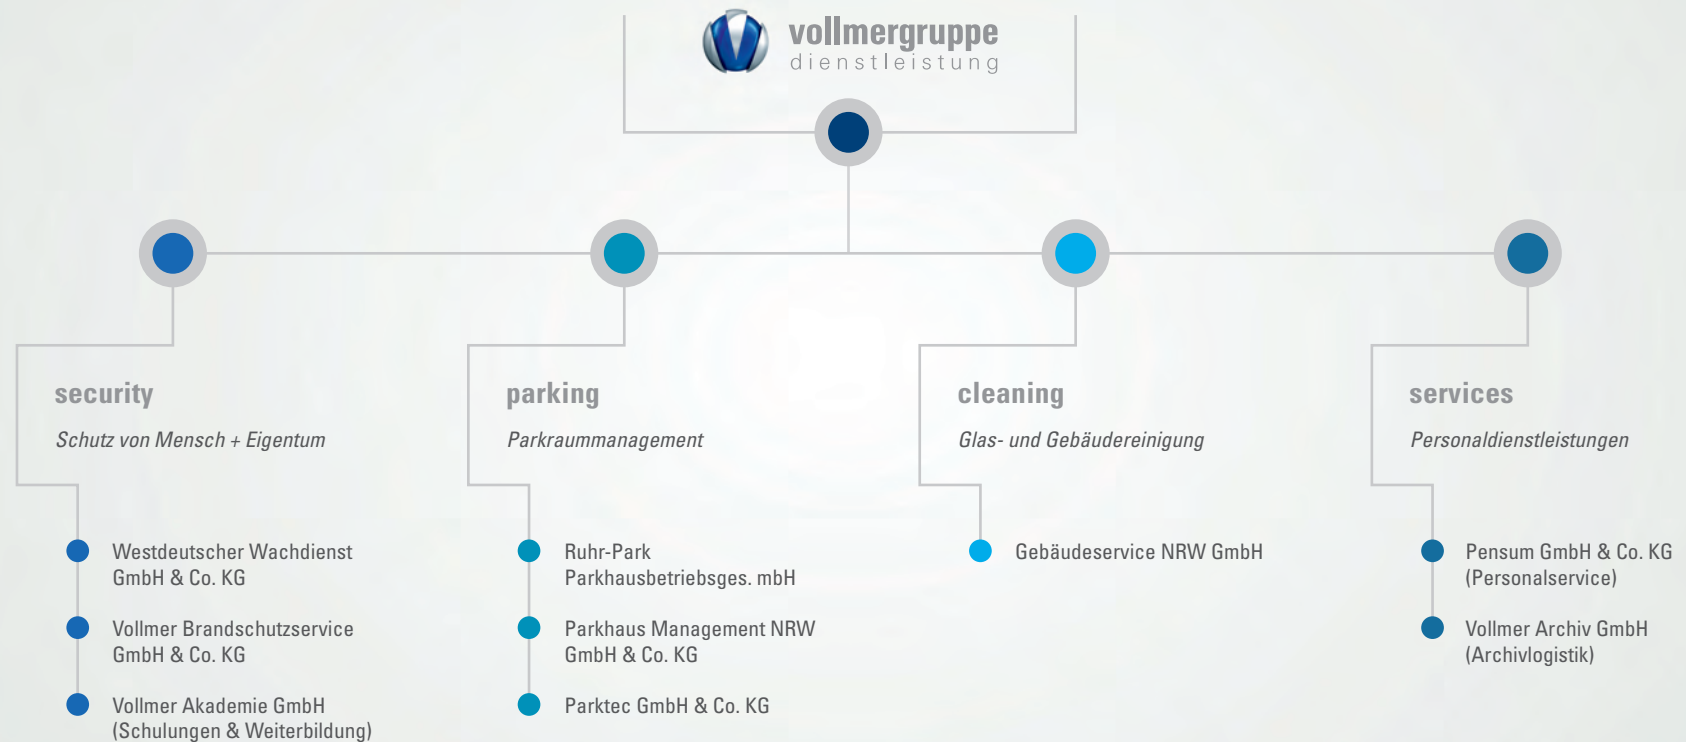 vollmergruppe
dienstleistung
security
Schutz von Mensch + Eigentum
Westdeutscher Wachdienst
GmbH & Co. KG
Vollmer Brandschutzservice
GmbH & Co. KG
Vollmer Akademie GmbH
(Schulungen & Weiterbildung)
parking
Parkraummanagement
Ruhr-Park
Parkhausbetriebsges. mbH
Parkhaus Management NRW
GmbH & Co. KG
Parktec GmbH & Co. KG
cleaning
Glas- und Gebäudereinigung
Gebäudeservice NRW GmbH
services
Personaldienstleistungen
Pensum GmbH & Co. KG
(Personalservice)
Vollmer Archiv GmbH
(Archivlogistik)